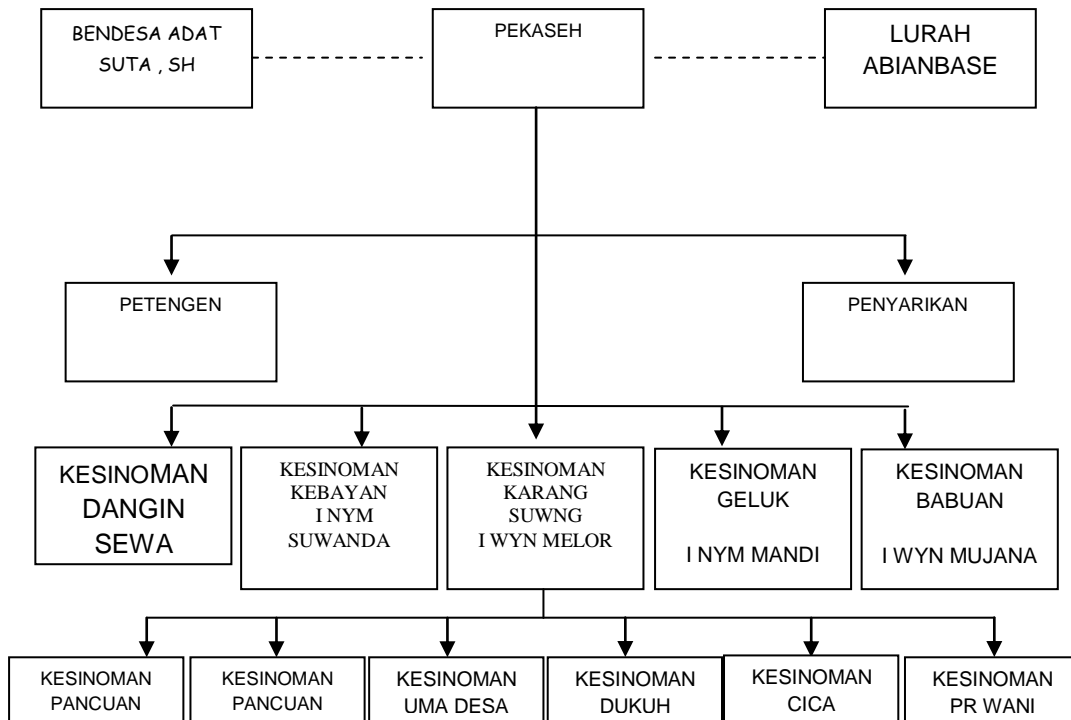 BENDESA ADAT
SUTA , SH
PEKASEH
LURAH
ABIANBASE
PETENGEN
PENYARIKAN
KESINOMAN
DANGIN
SEWA
KESINOMAN
KEBAYAN
I NYM
SUWANDA
KESINOMAN
KARANG
SUWNG
I WYN MELOR
KESINOMAN
GELUK
I NYM MANDI
KESINOMAN
BABUAN
I WYN MUJANA
KESINOMAN
PANCUAN
KESINOMAN
PANCUAN
KESINOMAN
UMA DESA
KESINOMAN
DUKUH
KESINOMAN
CICA
KESINOMAN
PR WANI